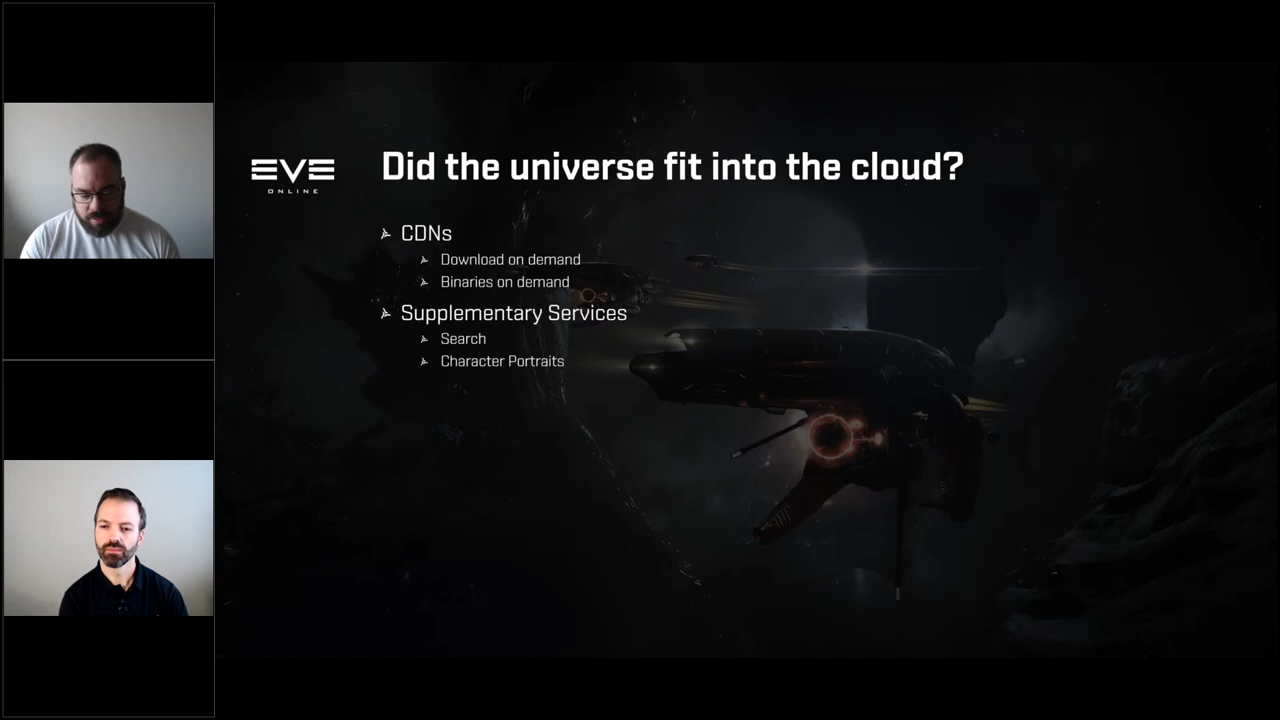 EVE
ONLINE
Did the universe fit into the cloud?
CDNs
Download on demand
Binaries on demand
Supplementary Services
Search
Character Portraits